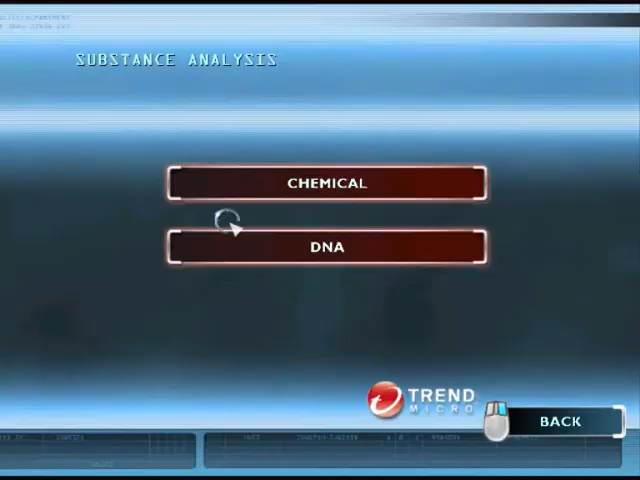 SUBSTANCE ANALYSIS
CHEMICAL
DNA
TREND
MICRO
BACK